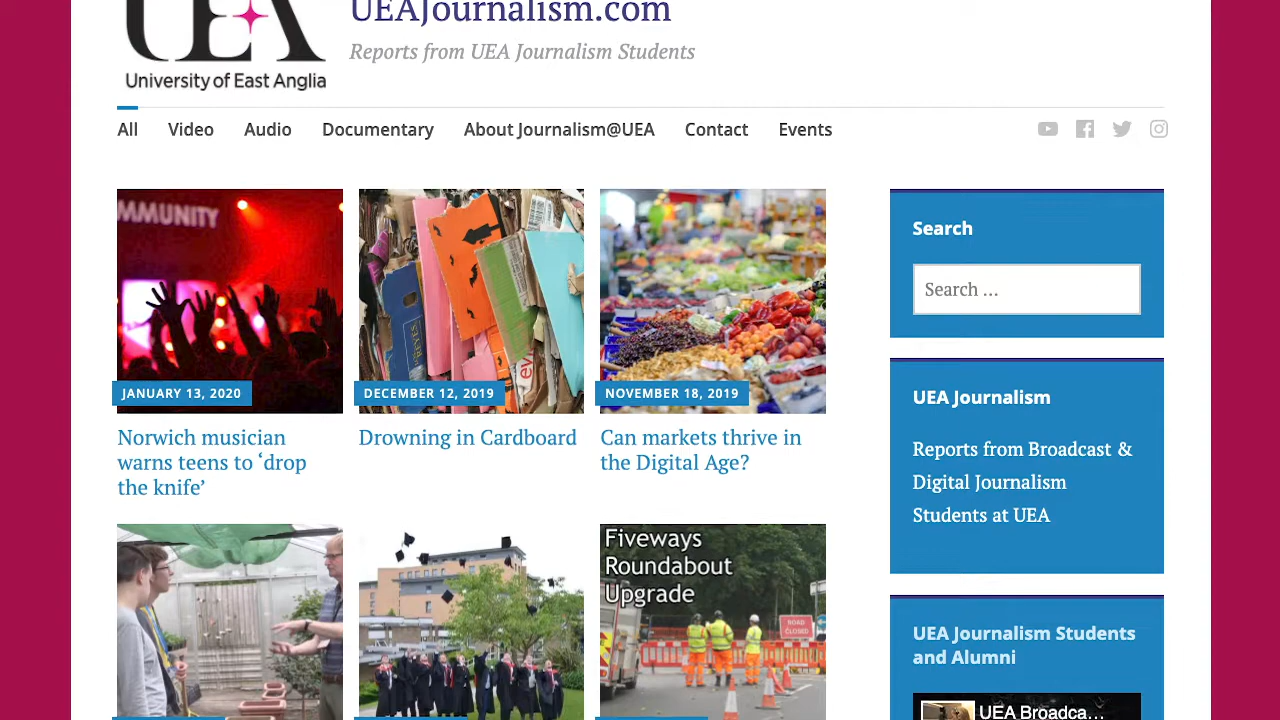 UEA
UEAJournalism.com
Reports from UEA Journalism Students
University of East Anglia
All Video Audio Documentary About Journalism@UEA Contact Events
MMUNITY
JANUARY 13, 2020
DECEMBER 12, 2019
NOVEMBER 18, 2019
Norwich musician
warns teens to ‘drop
the knife’
Drowning in Cardboard
Can markets thrive in
the Digital Age?
Fiveways
Roundabout
Upgrade
ROAD
CLOSED
Search
Search ...
UEA Journalism
Reports from Broadcast &
Digital Journalism
Students at UEA
UEA Journalism Students
and Alumni
UEA Broadca...